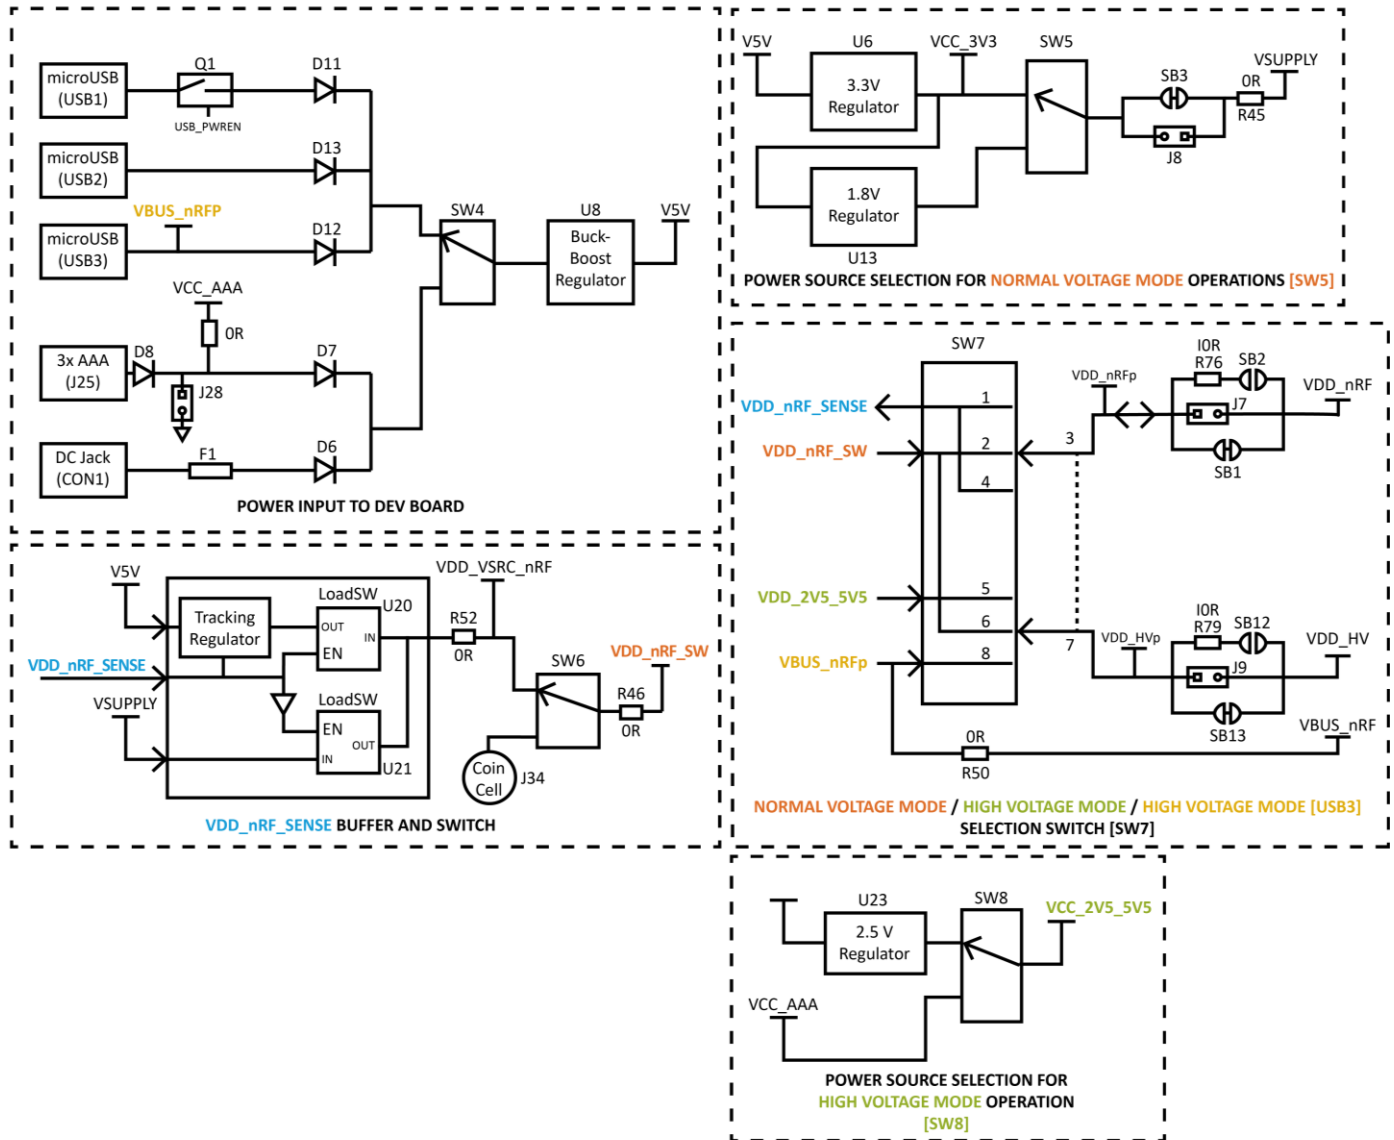 microUSB
(USB1)
Q1
USB_PWREN
D11
microUSB
(USB2)
D13
VBUS_nRFP
microUSB
(USB3)
D12
SW4
U8
Buck-
Boost
Regulator
V5V
VCC_AAA
0R
3x AAA
(J25)
D8
J28
D7
DC Jack
(CON1)
F1
D6
POWER INPUT TO DEV BOARD
V5V
U6
3.3V
Regulator
VCC_3V3
SW5
SB3
0R
R45
VSUPPLY
J8
1.8V
Regulator
U13
POWER SOURCE SELECTION FOR NORMAL VOLTAGE MODE OPERATIONS [SW5]
V5V
Tracking
Regulator
LoadSW
U20
OUT
IN
EN
VDD_nRF_SENSE
VSUPPLY
LoadSW
EN
OUT
IN
U21
R52
0R
VDD_VSRC_nRF
SW6
VDD_nRF_SW
R46
0R
Coin
Cell
J34
VDD_nRF_SENSE BUFFER AND SWITCH
SW7
VDD_nRF_SENSE
1
VDD_nRF_SW
2
3
4
VDD_nRFp
I0R
R76
SB2
J7
SB1
VDD_nRF
VDD_2V5_5V5
5
6
7
VBUS_nRFp
8
VDD_HVp
I0R
R79
SB12
J9
SB13
VDD_HV
0R
R50
VBUS_nRF
NORMAL VOLTAGE MODE / HIGH VOLTAGE MODE / HIGH VOLTAGE MODE [USB3]
SELECTION SWITCH [SW7]
U23
2.5 V
Regulator
SW8
VCC_2V5_5V5
VCC_AAA
POWER SOURCE SELECTION FOR
HIGH VOLTAGE MODE OPERATION
[SW8]